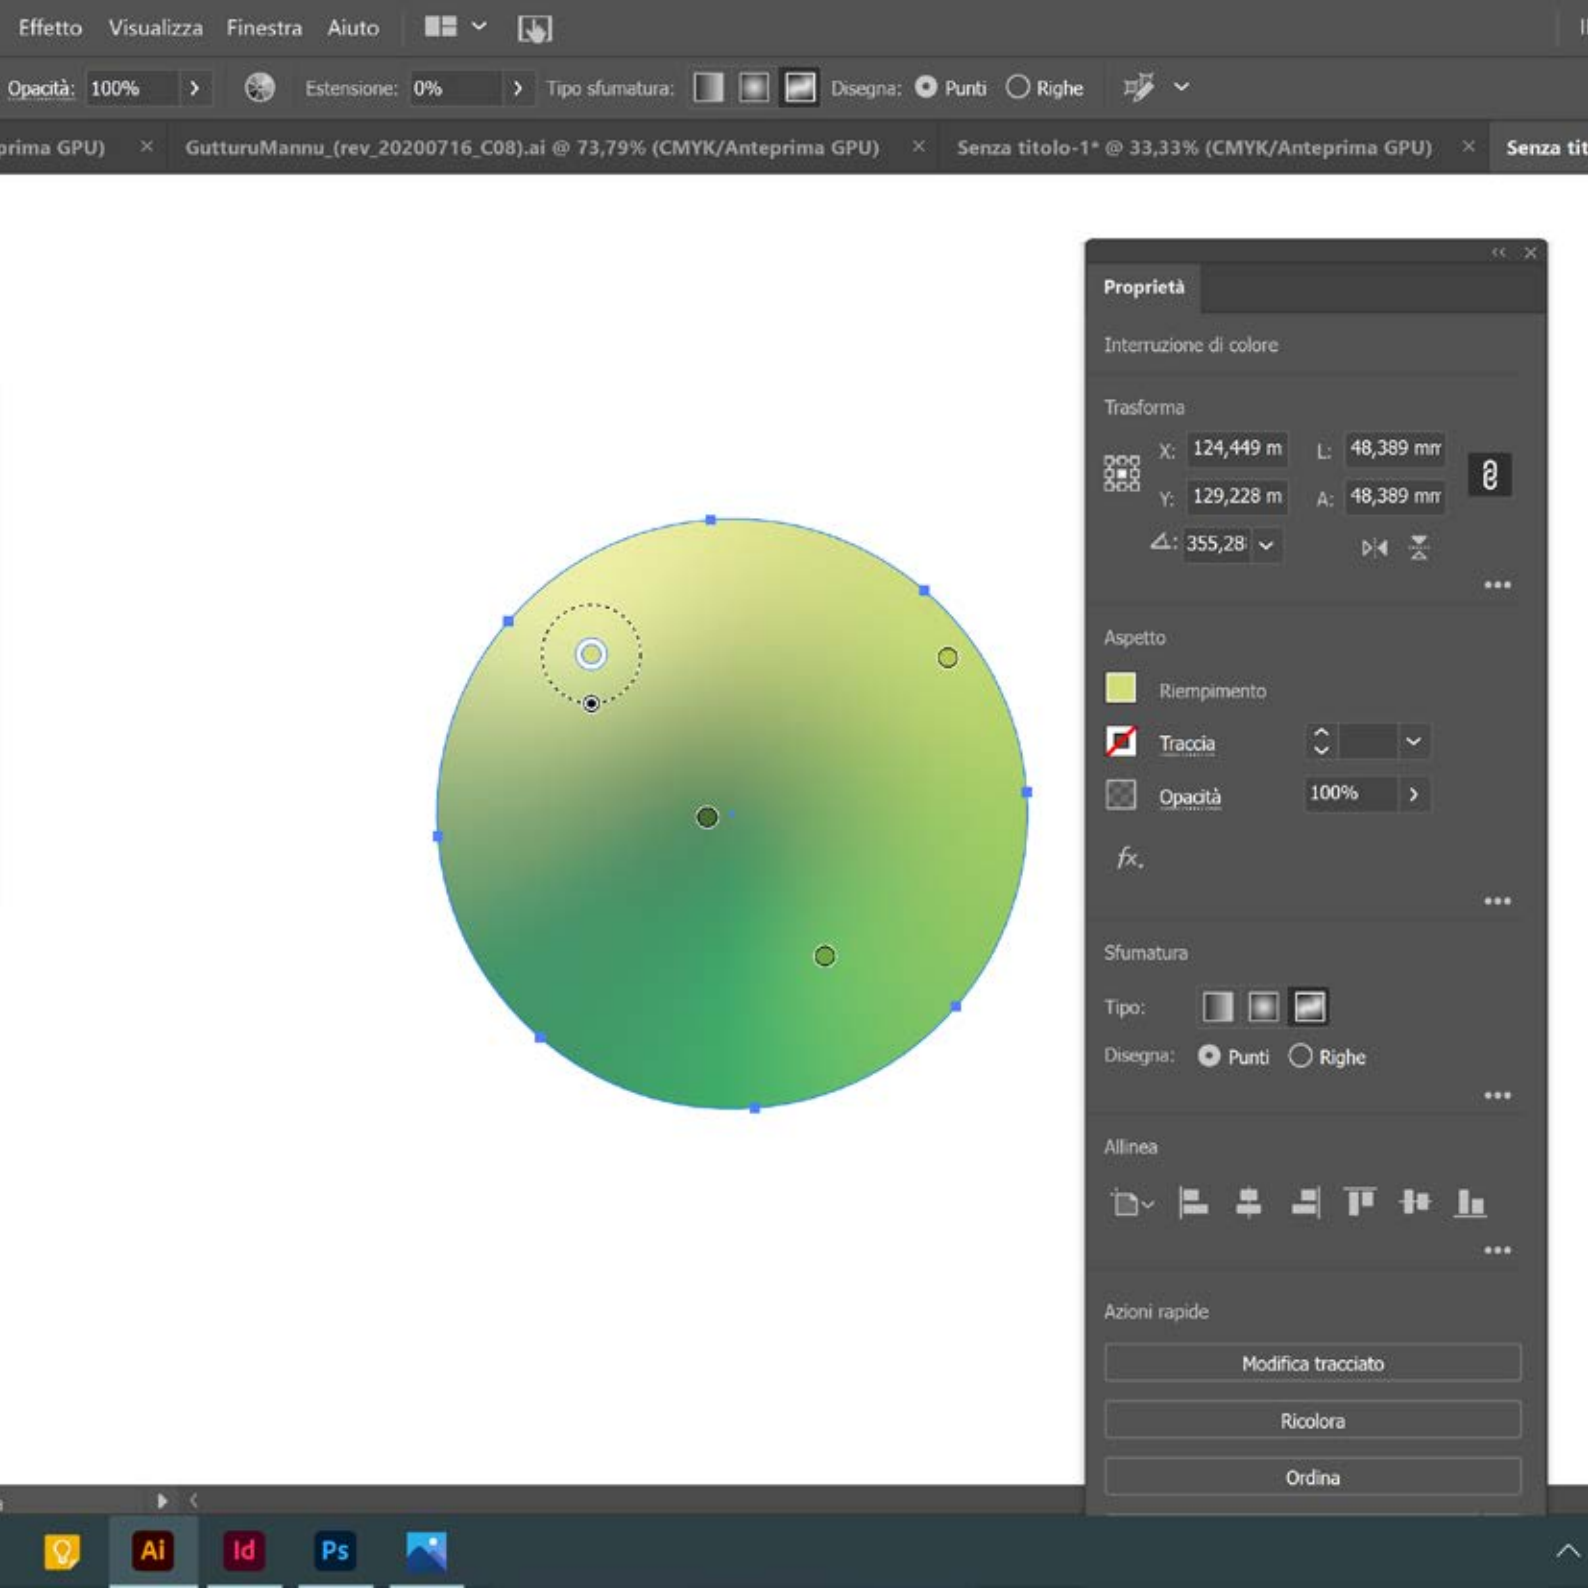 Effetto Visualizza Finestra Aiuto
Opacità: 100% Estensione: 0% Tipo sfumatura: Disegna: Punti Righe
prima GPU) × GutturuMannu_(rev_20200716_C08).ai @ 73,79% (CMYK/Anteprima GPU) × Senza titolo-1* @ 33,33% (CMYK/Anteprima GPU) × Senza tit
Proprietà
Interruzione di colore
Trasforma
X: 124,449 m L: 48,389 mm
Y: 129,228 m A: 48,389 mm
355,28
Aspetto
Riempimento
Traccia
Opacità 100%
fx.
Sfumatura
Tipo:
Disegna: Punti Righe
Allinea
Azioni rapide
Modifica tracciato
Ricolora
Ordina
Ai Id Ps